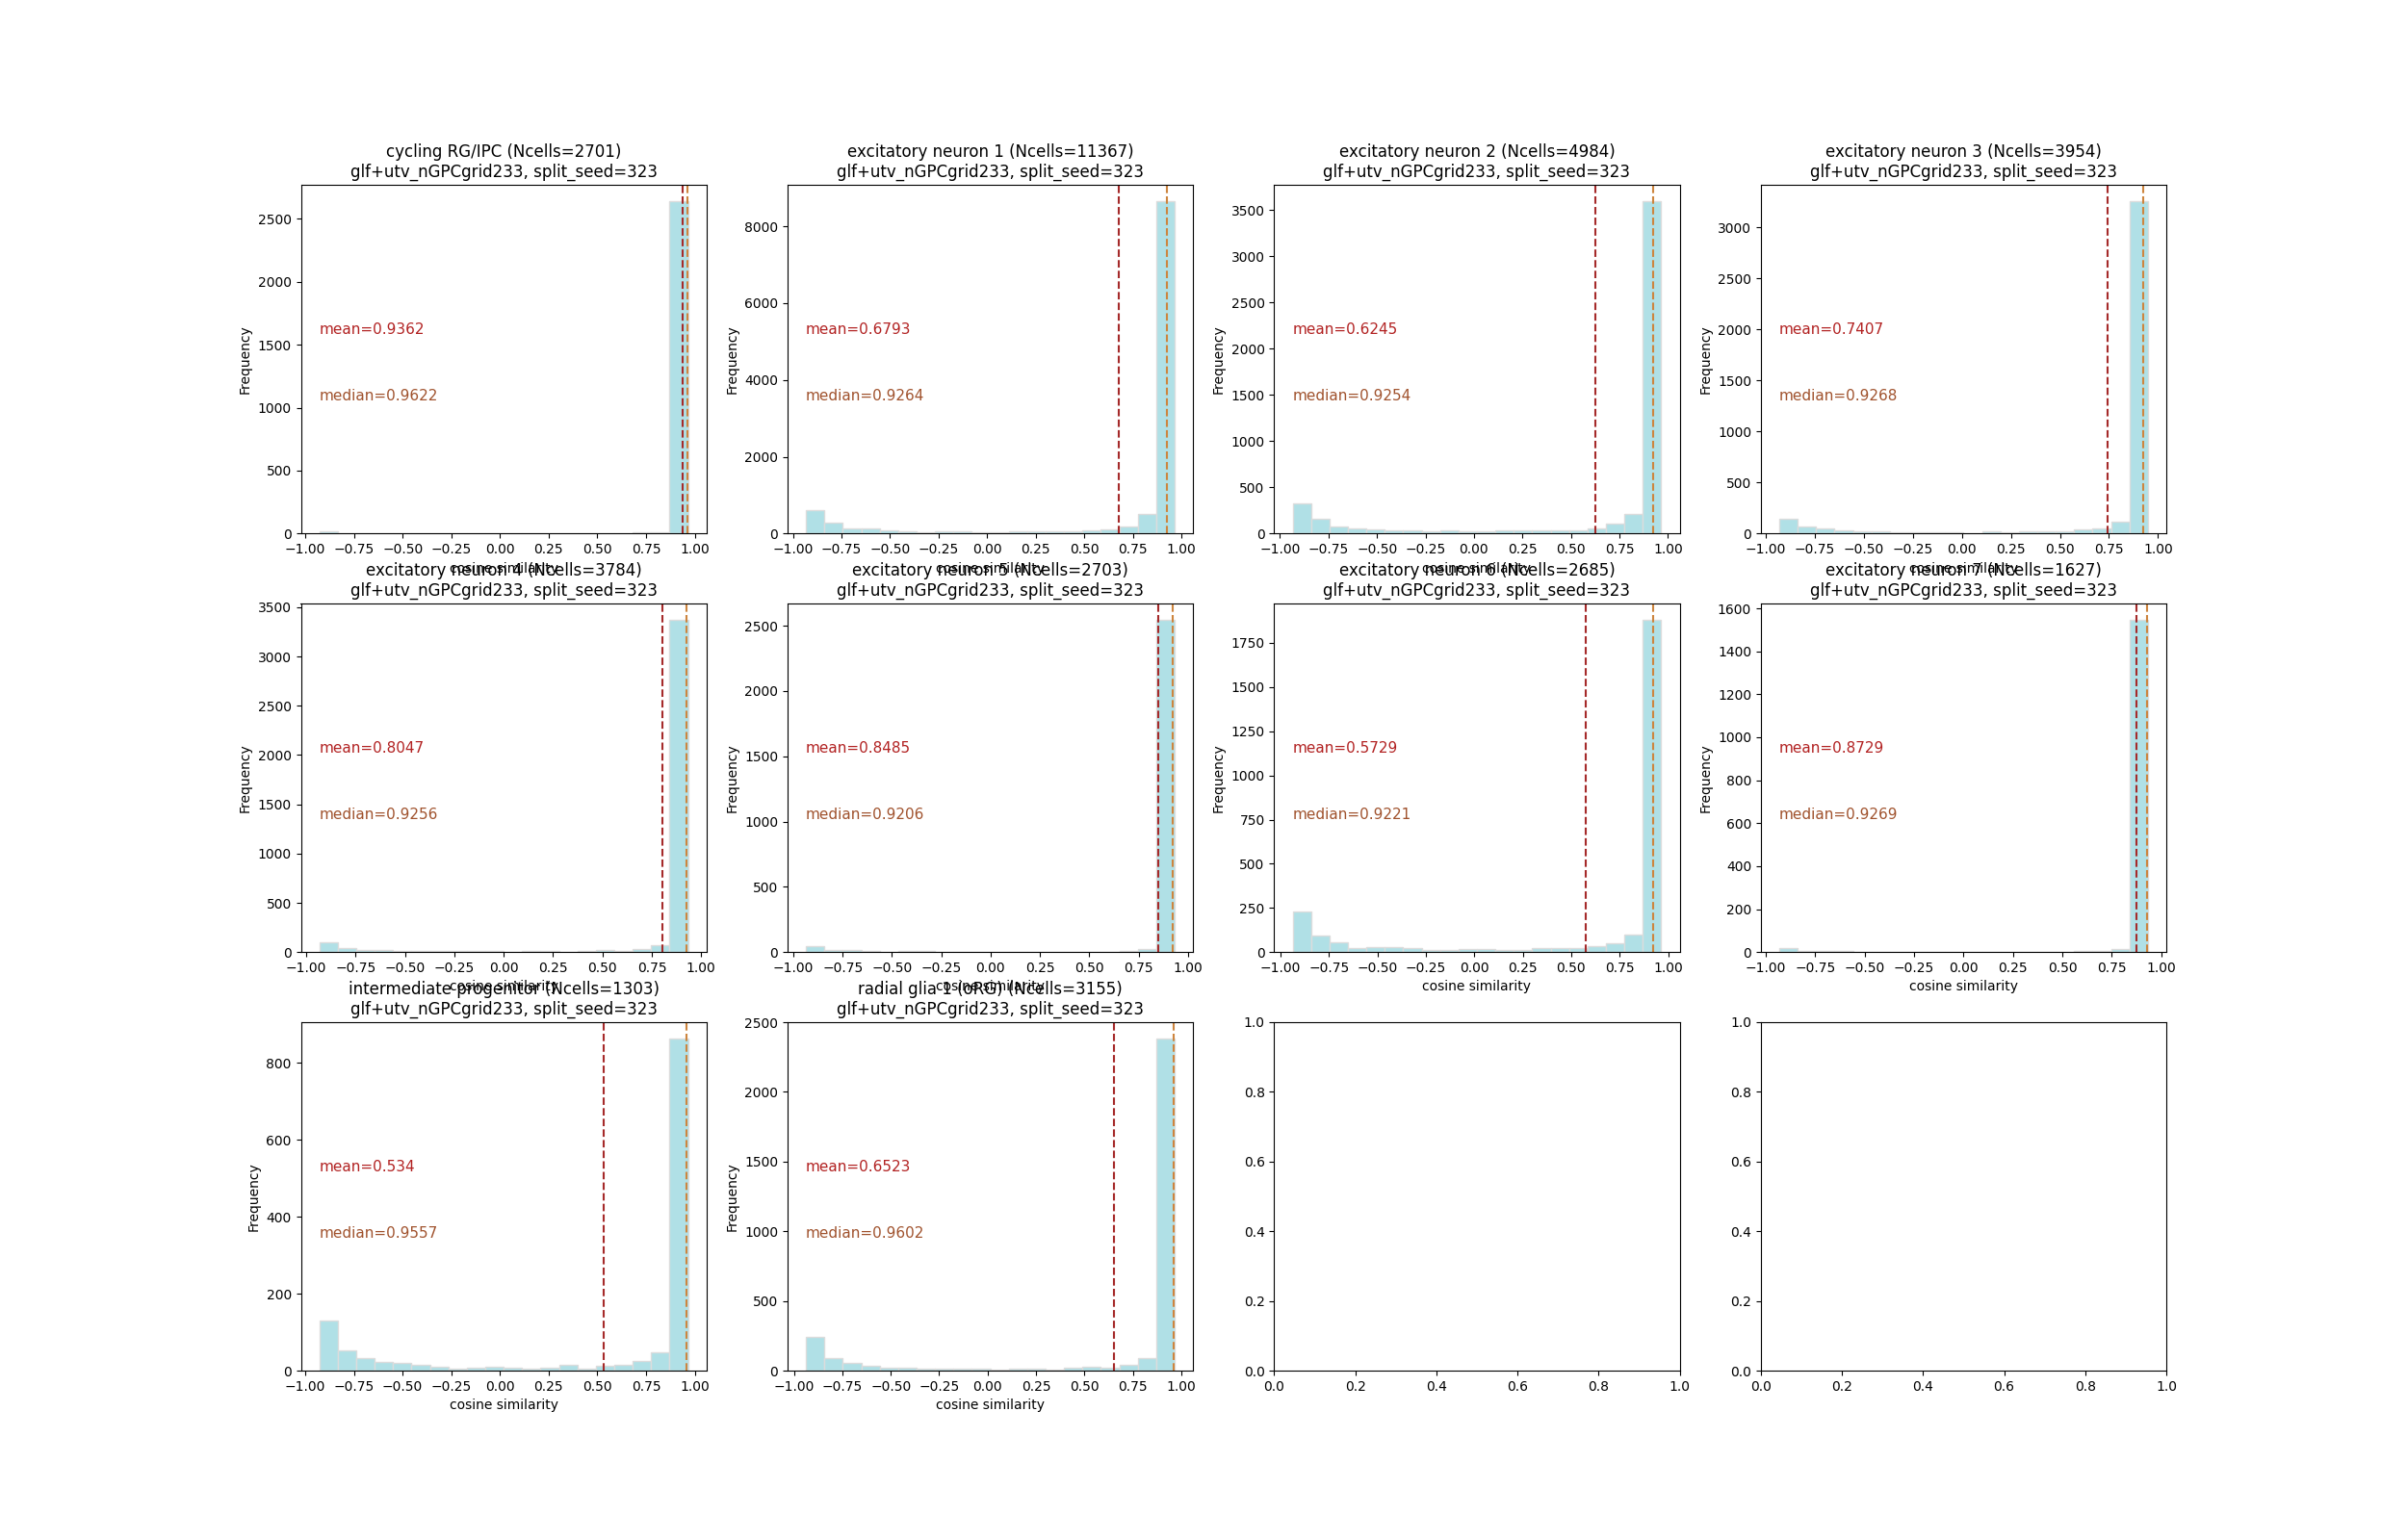 cycling RG/IPC (Ncells=2701)
glf+utv_nGPCgrid233, split_seed=323
Frequency
2500
2000
1500
1000
500
0
mean=0.9362
median=0.9622
−1.00 −0.75 −0.50 −0.25 0.00 0.25 0.50 0.75 1.00
cosine similarity
excitatory neuron 1 (Ncells=11367)
glf+utv_nGPCgrid233, split_seed=323
Frequency
8000
6000
4000
2000
0
mean=0.6793
median=0.9264
−1.00 −0.75 −0.50 −0.25 0.00 0.25 0.50 0.75 1.00
cosine similarity
excitatory neuron 2 (Ncells=4984)
glf+utv_nGPCgrid233, split_seed=323
Frequency
3500
3000
2500
2000
1500
1000
500
0
mean=0.6245
median=0.9254
−1.00 −0.75 −0.50 −0.25 0.00 0.25 0.50 0.75 1.00
cosine similarity
excitatory neuron 3 (Ncells=3954)
glf+utv_nGPCgrid233, split_seed=323
Frequency
3000
2500
2000
1500
1000
500
0
mean=0.7407
median=0.9268
−1.00 −0.75 −0.50 −0.25 0.00 0.25 0.50 0.75 1.00
cosine similarity
excitatory neuron 4 (Ncells=3784)
glf+utv_nGPCgrid233, split_seed=323
Frequency
3500
3000
2500
2000
1500
1000
500
0
mean=0.8047
median=0.9256
−1.00 −0.75 −0.50 −0.25 0.00 0.25 0.50 0.75 1.00
cosine similarity
excitatory neuron 5 (Ncells=2703)
glf+utv_nGPCgrid233, split_seed=323
Frequency
2500
2000
1500
1000
500
0
mean=0.8485
median=0.9206
−1.00 −0.75 −0.50 −0.25 0.00 0.25 0.50 0.75 1.00
cosine similarity
excitatory neuron 6 (Ncells=2685)
glf+utv_nGPCgrid233, split_seed=323
Frequency
1750
1500
1250
1000
750
500
250
0
mean=0.5729
median=0.9221
−1.00 −0.75 −0.50 −0.25 0.00 0.25 0.50 0.75 1.00
cosine similarity
excitatory neuron 7 (Ncells=1627)
glf+utv_nGPCgrid233, split_seed=323
Frequency
1600
1400
1200
1000
800
600
400
200
0
mean=0.8729
median=0.9269
−1.00 −0.75 −0.50 −0.25 0.00 0.25 0.50 0.75 1.00
cosine similarity
intermediate progenitor (Ncells=1303)
glf+utv_nGPCgrid233, split_seed=323
Frequency
800
600
400
200
0
mean=0.534
median=0.9557
−1.00 −0.75 −0.50 −0.25 0.00 0.25 0.50 0.75 1.00
cosine similarity
radial glia 1 (oRG) (Ncells=3155)
glf+utv_nGPCgrid233, split_seed=323
Frequency
2500
2000
1500
1000
500
0
mean=0.6523
median=0.9602
−1.00 −0.75 −0.50 −0.25 0.00 0.25 0.50 0.75 1.00
cosine similarity
1.0
0.8
0.6
0.4
0.2
0.0
0.0 0.2 0.4 0.6 0.8 1.0
1.0
0.8
0.6
0.4
0.2
0.0
0.0 0.2 0.4 0.6 0.8 1.0